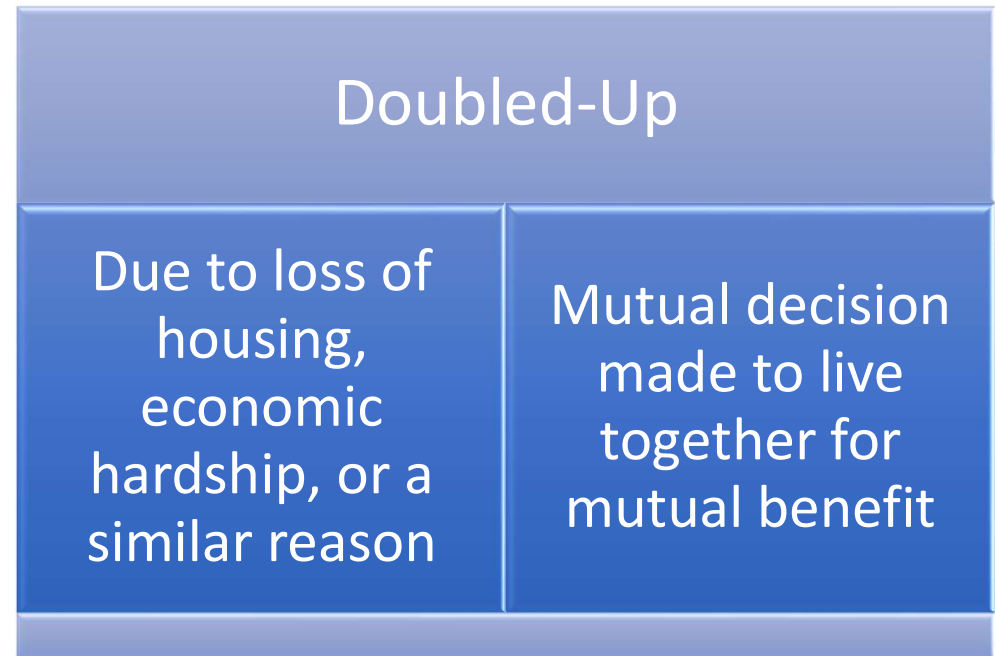 Doubled-Up
Due to loss of
housing,
economic
hardship, or a
similar reason
Mutual decision
made to live
together for
mutual benefit